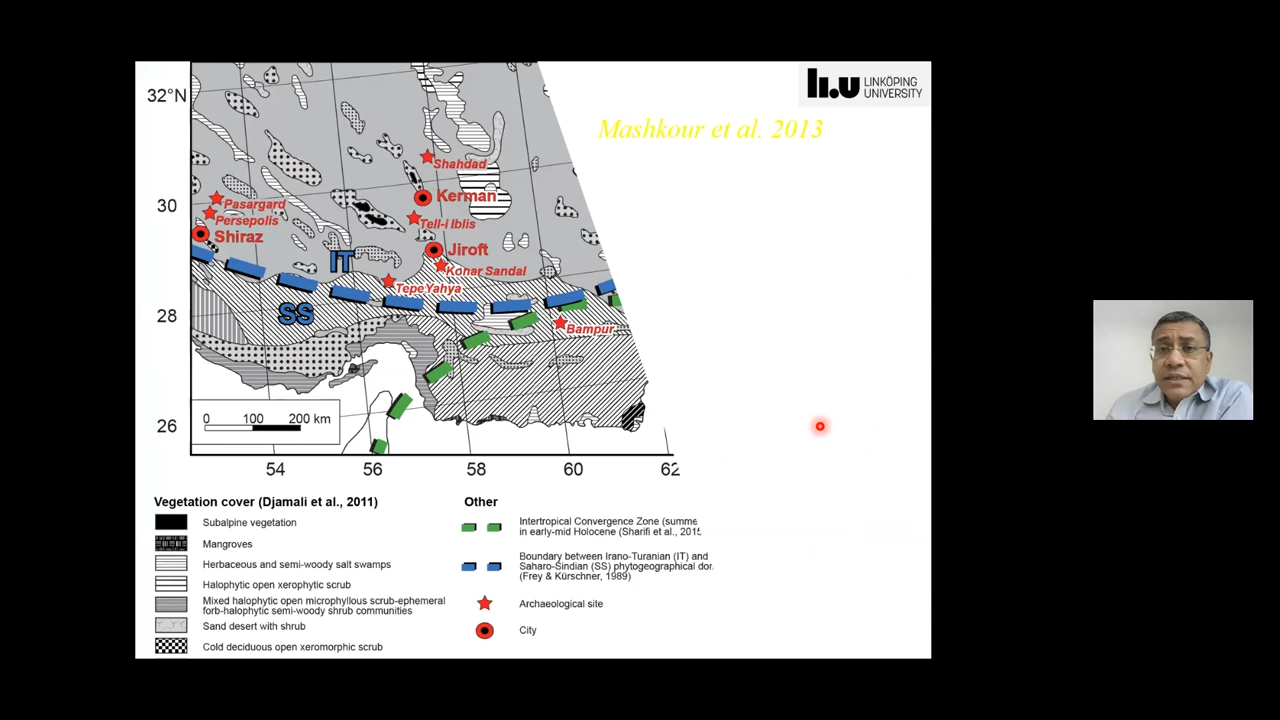 LINKÖPING
UNIVERSITY
Mashkour et al. 2013
32°N
30
28
26
54
56
58
60
62
Shahdad
Kerman
Pasargard
Persepolis
Shiraz
Tell-i Iblis
Jiroft
IT
Konar Sandal
TepeYahya
SS
Bampur
0 100 200 km
Vegetation cover (Djamali et al., 2011)
Subalpine vegetation
Mangroves
Herbaceous and semi-woody salt swamps
Halophytic open xerophytic scrub
Mixed halophytic open microphyllous scrub-ephemeral
forb-halophytic semi-woody shrub communities
Sand desert with shrub
Cold deciduous open xeromorphic scrub
Other
Intertropical Convergence Zone (summe
in early-mid Holocene (Sharifi et al., 2015
Boundary between Irano-Turanian (IT) and
Saharo-Sindian (SS) phytogeographical dor
(Frey & Kürschner, 1989)
Archaeological site
City